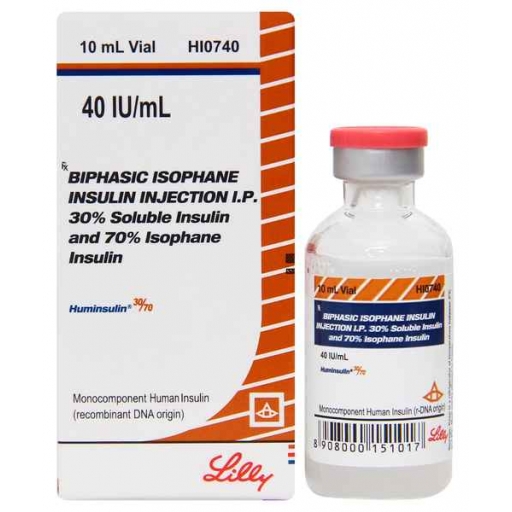 10 mL Vial HI0740
40 IU/mL
Rx
BIPHASIC ISOPHANE
INSULIN INJECTION I.P.
30% Soluble Insulin
and 70% Isophane
Insulin
Huminsulin® 30/70
Monocomponent Human Insulin
(recombinant DNA origin)
Lilly
10 mL Vial HI0740
Rx
BIPHASIC ISOPHANE INSULIN
INJECTION I.P. 30% Soluble Insulin
and 70% Isophane Insulin
40 IU/mL
Huminsulin® 30/70
Monocomponent Human Insulin (r-DNA origin)
Lilly
8 908000 151017